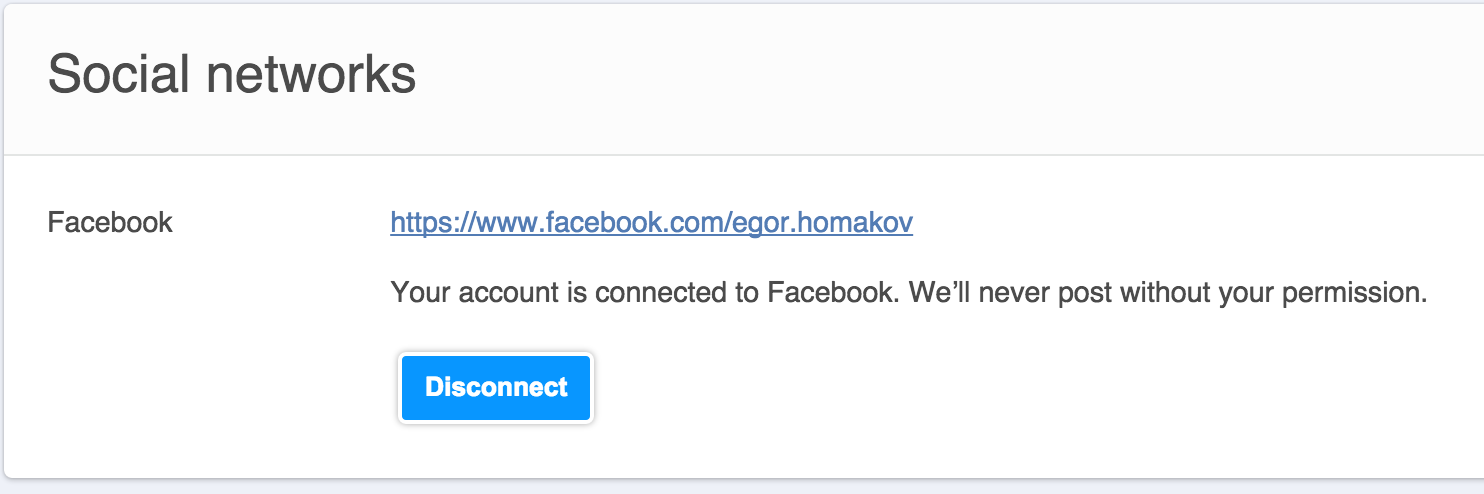 Social networks
Facebook
https://www.facebook.com/egor.homakov
Your account is connected to Facebook. We’ll never post without your permission.
Disconnect